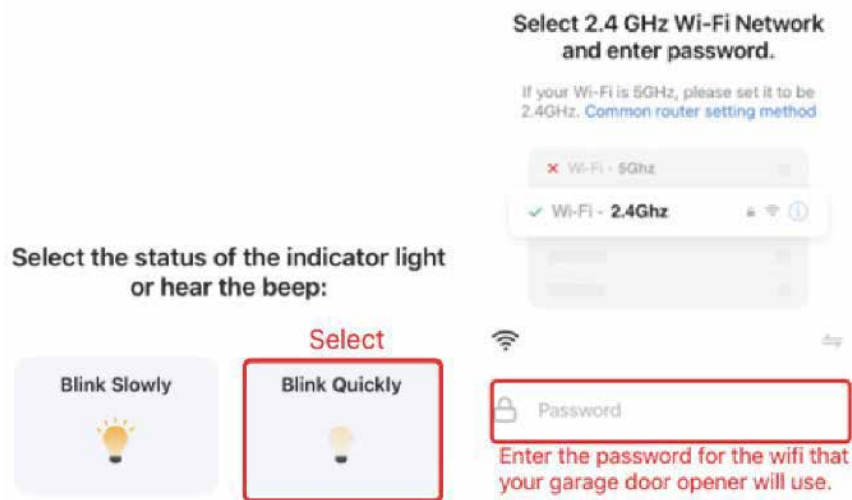 Select the status of the indicator light
or hear the beep:
Select
Blink Slowly
Blink Quickly
Select 2.4 GHz Wi-Fi Network
and enter password.
If your Wi-Fi is 5GHz, please set it to be
2.4GHz. Common router setting method
Wi-Fi - 5Ghz
Wi-Fi - 2.4Ghz
Password
Enter the password for the wifi that
your garage door opener will use.